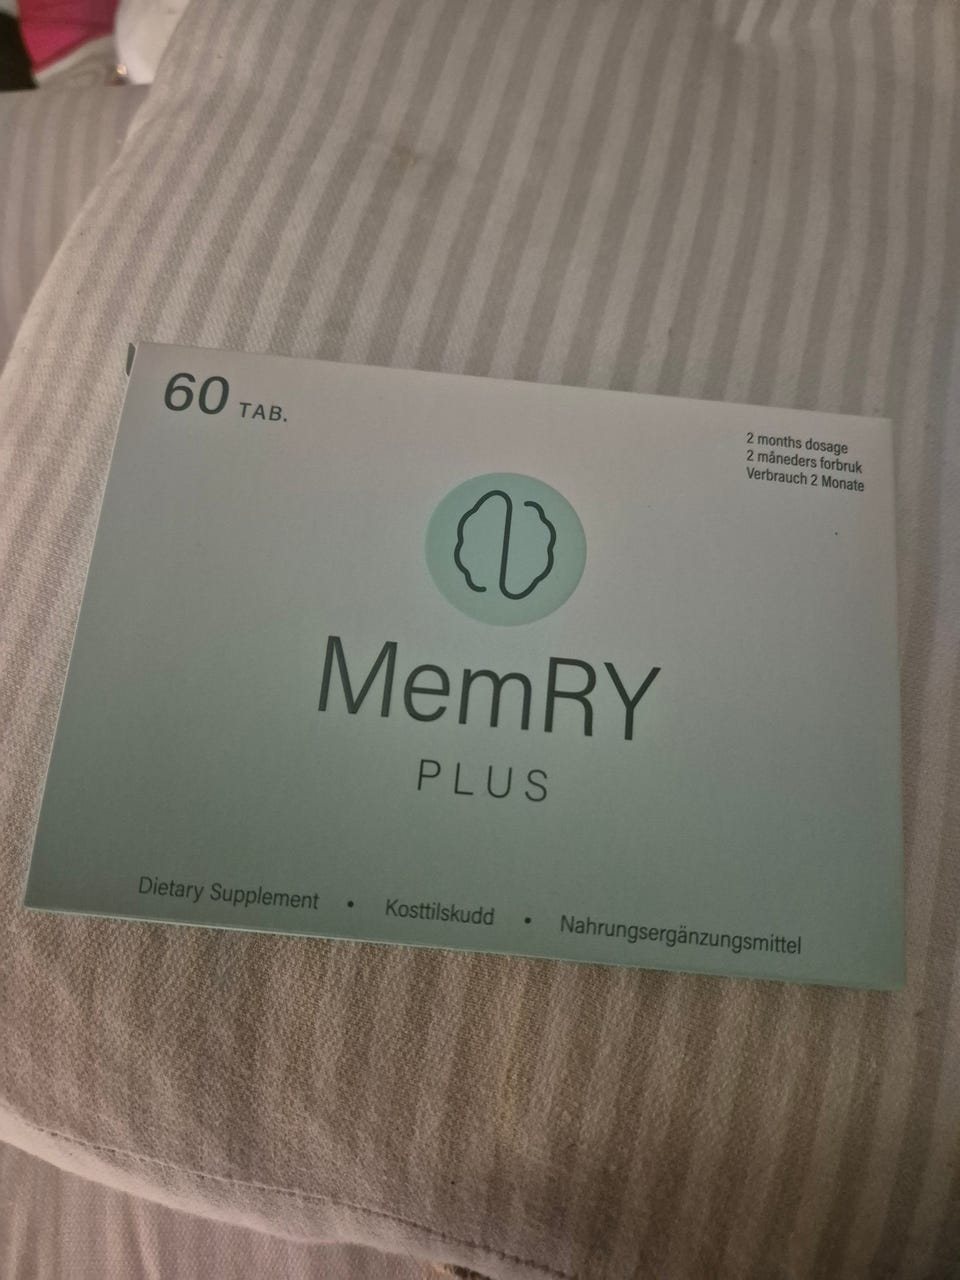 60 TAB.
2 months dosage
2 måneders forbruk
Verbrauch 2 Monate
MemRY
PLUS
Dietary Supplement • Kosttilskudd • Nahrungsergänzungsmittel